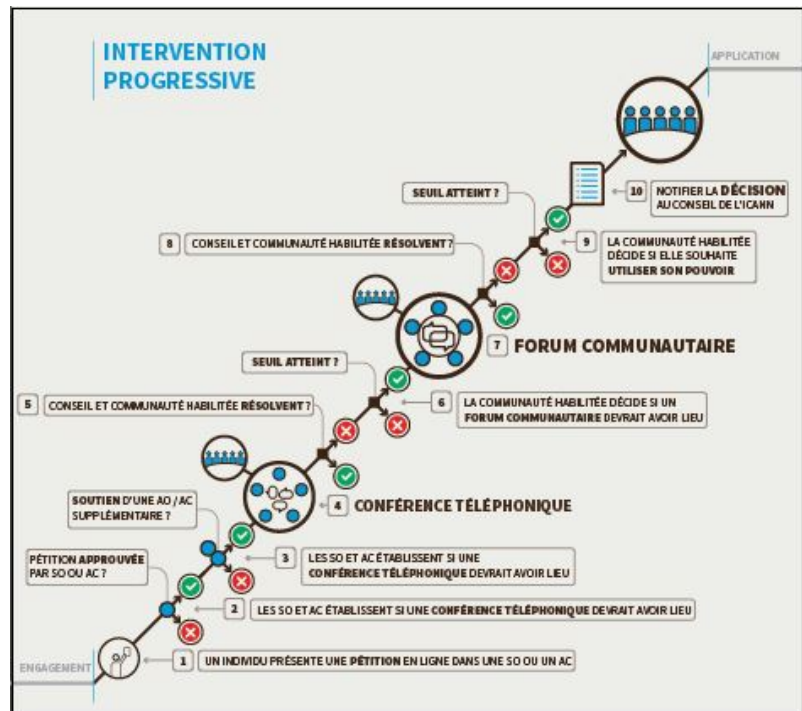 INTERVENTION
PROGRESSIVE
APPLICATION
SEUIL ATTEINT ?
10 NOTIFIER LA DÉCISION
AU CONSEIL DE L'ICANN
8 CONSEIL ET COMMUNAUTÉ HABILITÉE RÉSOLVENT ?
9 LA COMMUNAUTÉ HABILITÉE
DÉCIDE SI ELLE SOUHAITE
UTILISER SON POUVOIR
7 FORUM COMMUNAUTAIRE
SEUIL ATTEINT ?
5 CONSEIL ET COMMUNAUTÉ HABILITÉE RÉSOLVENT ?
6 LA COMMUNAUTÉ HABILITÉE DÉCIDE SI UN
FORUM COMMUNAUTAIRE DEVRAIT AVOIR LIEU
SOUTIEN D'UNE AO / AC
SUPPLÉMENTAIRE ?
4 CONFÉRENCE TÉLÉPHONIQUE
PÉTITION APPROUVÉE
PAR SO OU AC ?
3 LES SO ET AC ÉTABLISSENT SI UNE
CONFÉRENCE TÉLÉPHONIQUE DEVRAIT AVOIR LIEU
2 LES SO ET AC ÉTABLISSENT SI UNE CONFÉRENCE TÉLÉPHONIQUE DEVRAIT AVOIR LIEU
ENGAGEMENT
1 UN INDIVIDU PRÉSENTE UNE PÉTITION EN LIGNE DANS UNE SO OU UN AC